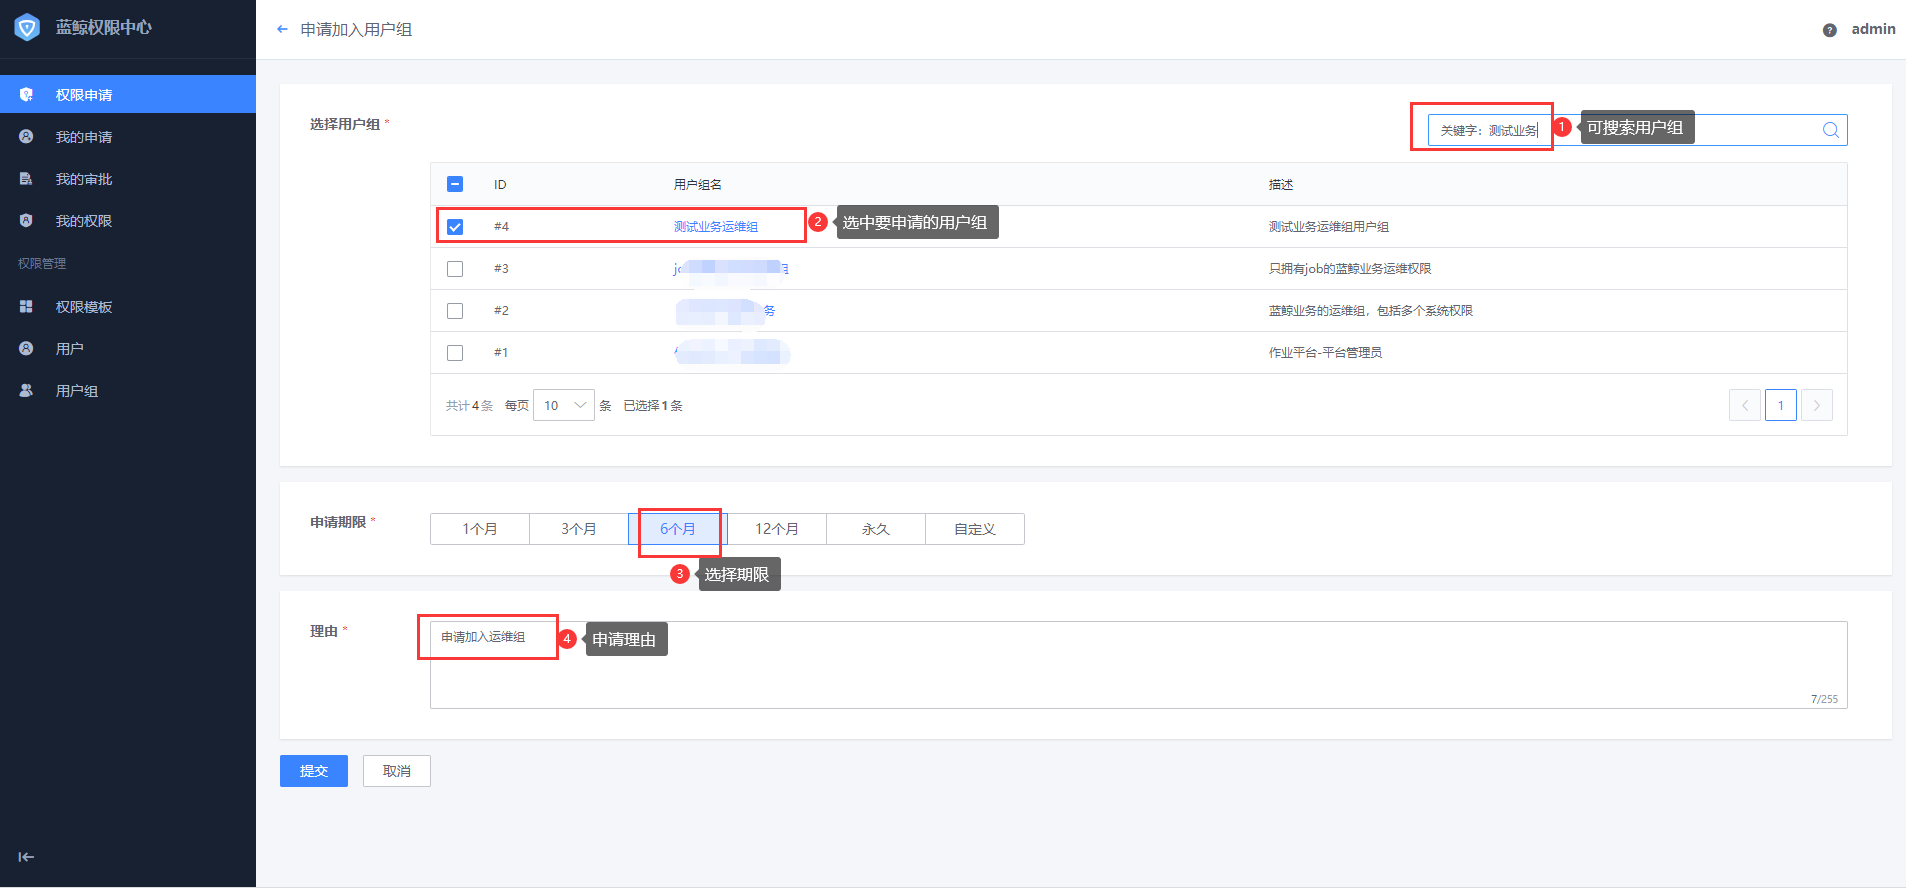 蓝鲸权限中心
权限申请
我的申请
我的审批
我的权限
权限管理
权限模板
用户
用户组
申请加入用户组
admin
选择用户组 *
关键字：测试业务
1
可搜索用户组
ID 用户组名 描述
#4 测试业务运维组 测试业务运维组用户组
2
选中要申请的用户组
#3 只拥有job的蓝鲸业务运维权限
#2 务 蓝鲸业务的运维组，包括多个系统权限
#1 作业平台-平台管理员
共计4条 每页 10 条 已选择1条
1
申请期限 *
1个月 3个月 6个月 12个月 永久 自定义
3
选择期限
理由 *
申请加入运维组
4
申请理由
7/255
提交 取消